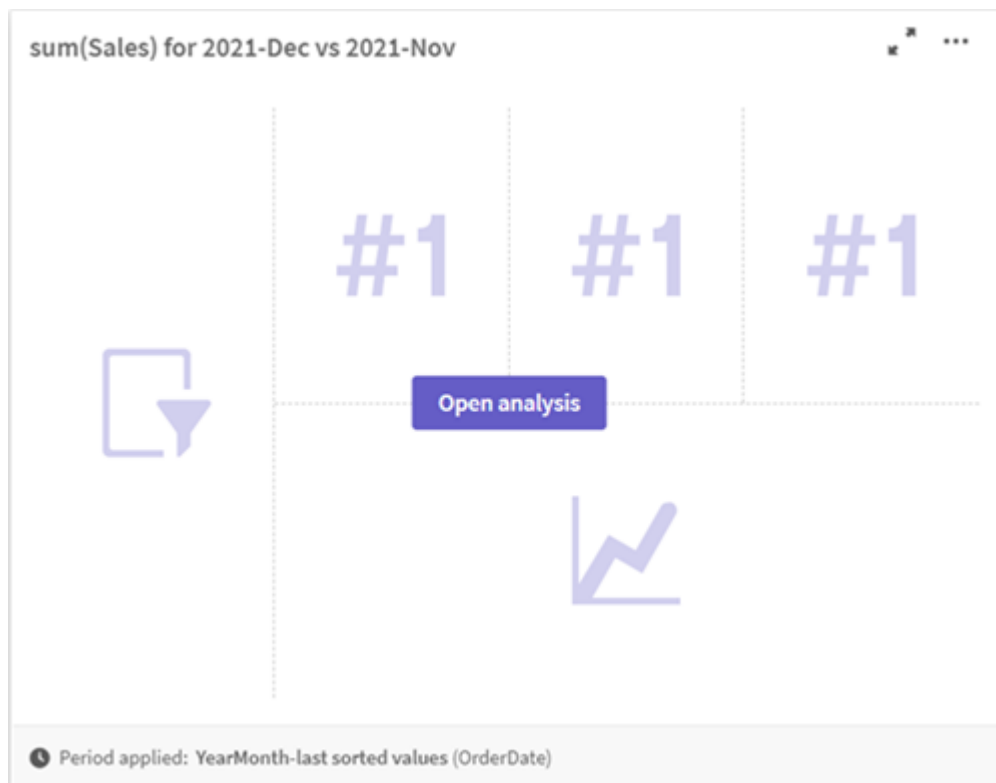 sum(Sales) for 2021-Dec vs 2021-Nov
#1 #1 #1
Open analysis
Period applied: YearMonth-last sorted values (OrderDate)